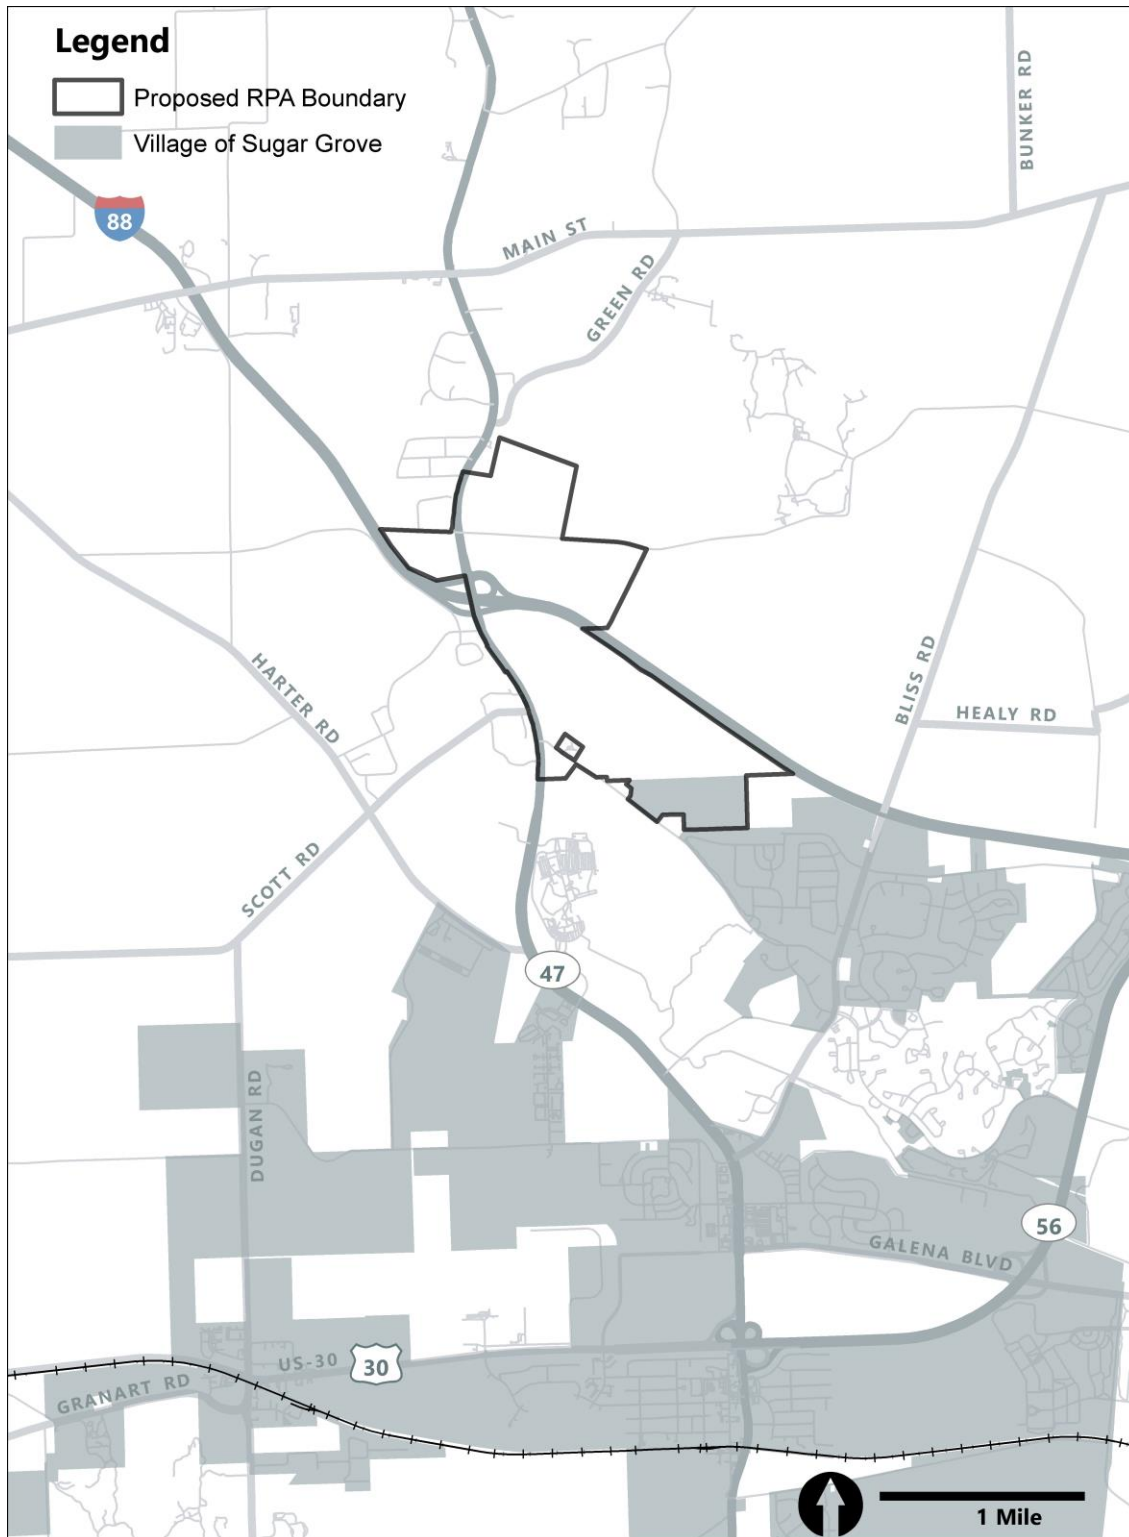 Legend
Proposed RPA Boundary
Village of Sugar Grove
BUNKER RD
88
MAIN ST
GREEN RD
HARTER RD
BLISS RD
HEALY RD
SCOTT RD
47
DUGAN RD
56
GALENA BLVD
US-30
30
GRANART RD
1 Mile